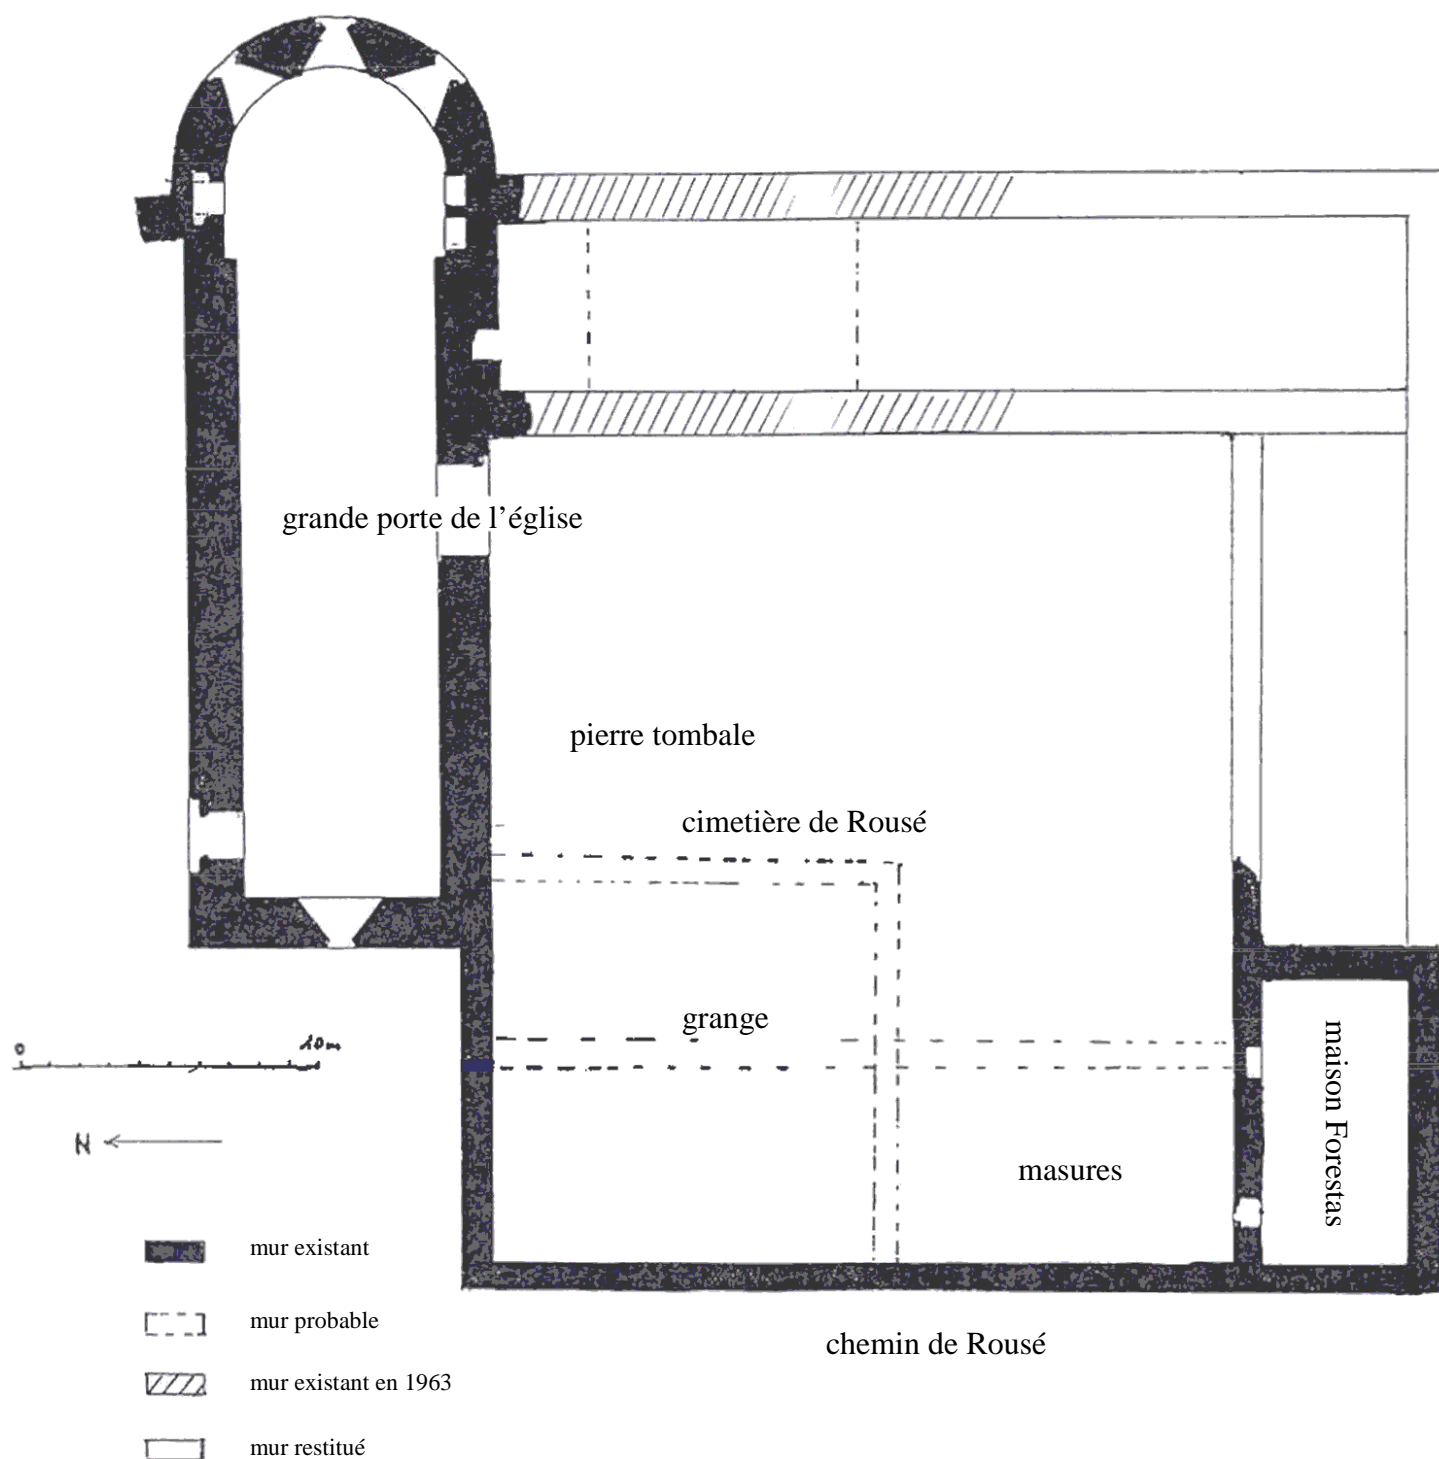 grande porte de l’église
pierre tombale
cimetière de Rousé
grange
maison Forestas
masures
0 10m
N
mur existant
mur probable
chemin de Rousé
mur existant en 1963
mur restitué